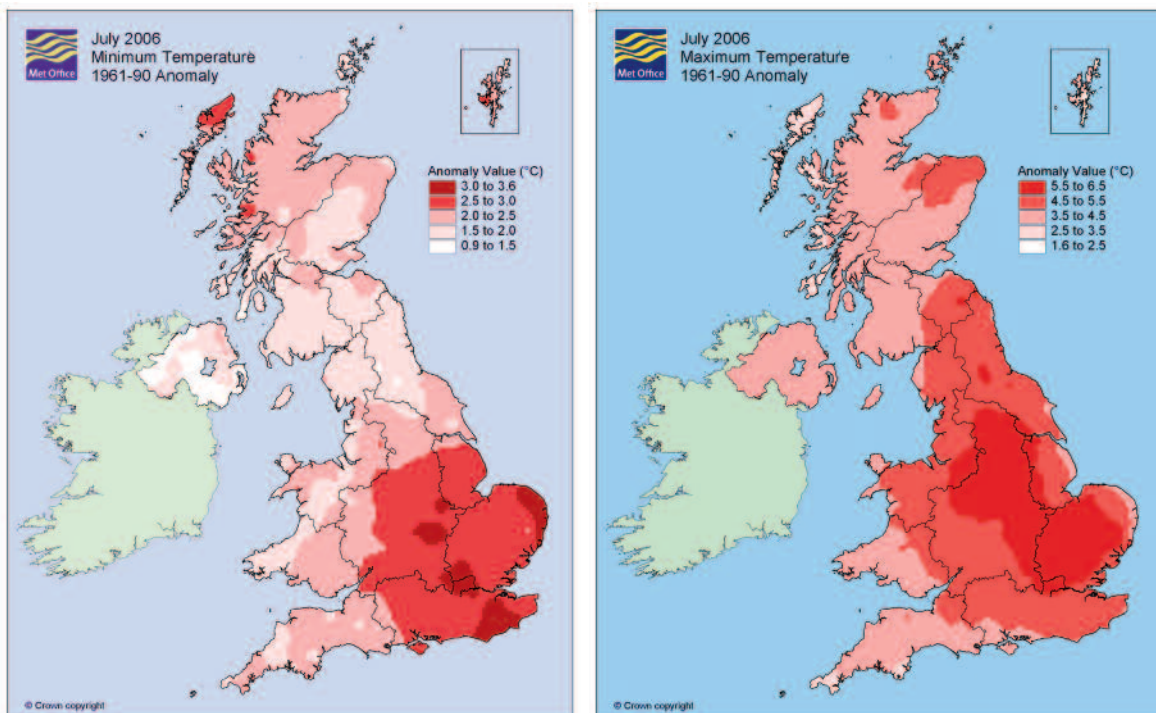 Met Office
July 2006
Minimum Temperature
1961-90 Anomaly
Anomaly Value (°C)
3.0 to 3.6
2.5 to 3.0
2.0 to 2.5
1.5 to 2.0
0.9 to 1.5
© Crown copyright
Met Office
July 2006
Maximum Temperature
1961-90 Anomaly
Anomaly Value (°C)
5.5 to 6.5
4.5 to 5.5
3.5 to 4.5
2.5 to 3.5
1.6 to 2.5
© Crown copyright